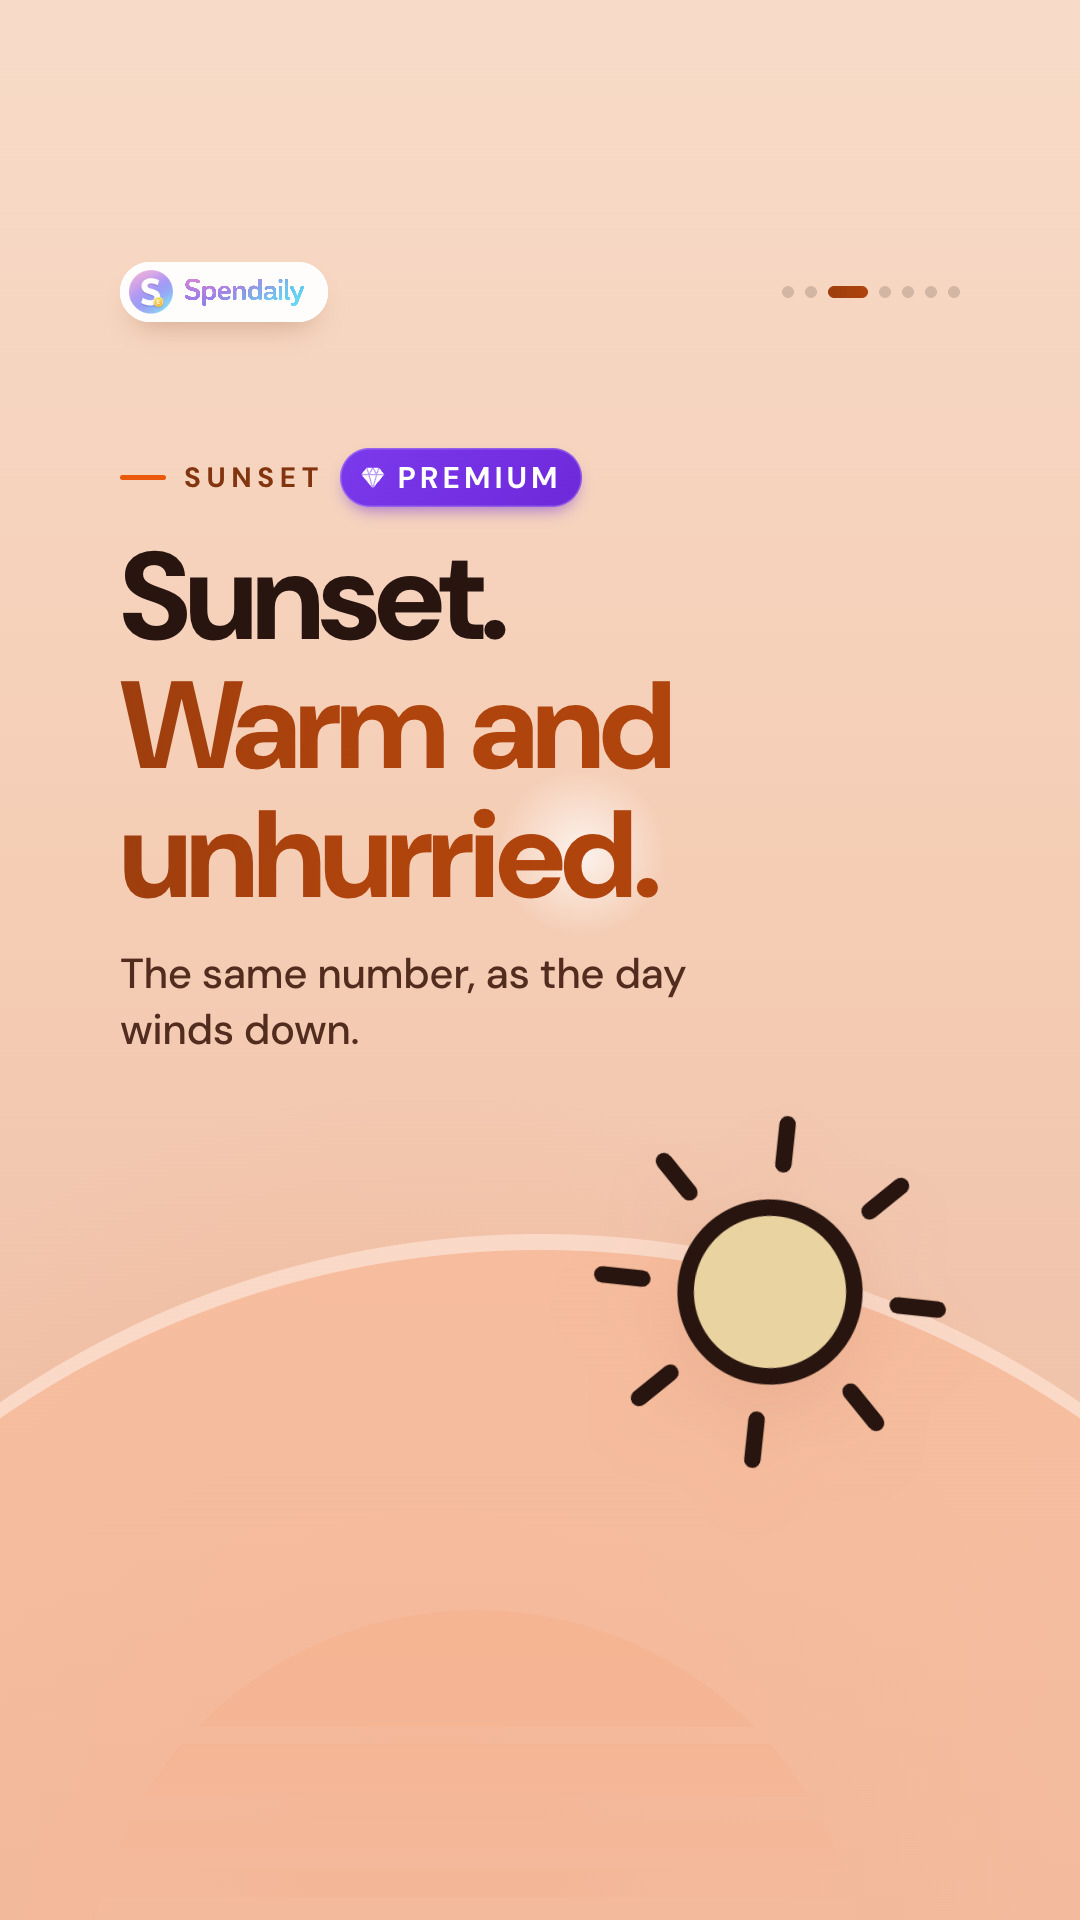 Spendaily
SUNSET
PREMIUM
Sunset.
Warm and
unhurried.
The same number, as the day
winds down.